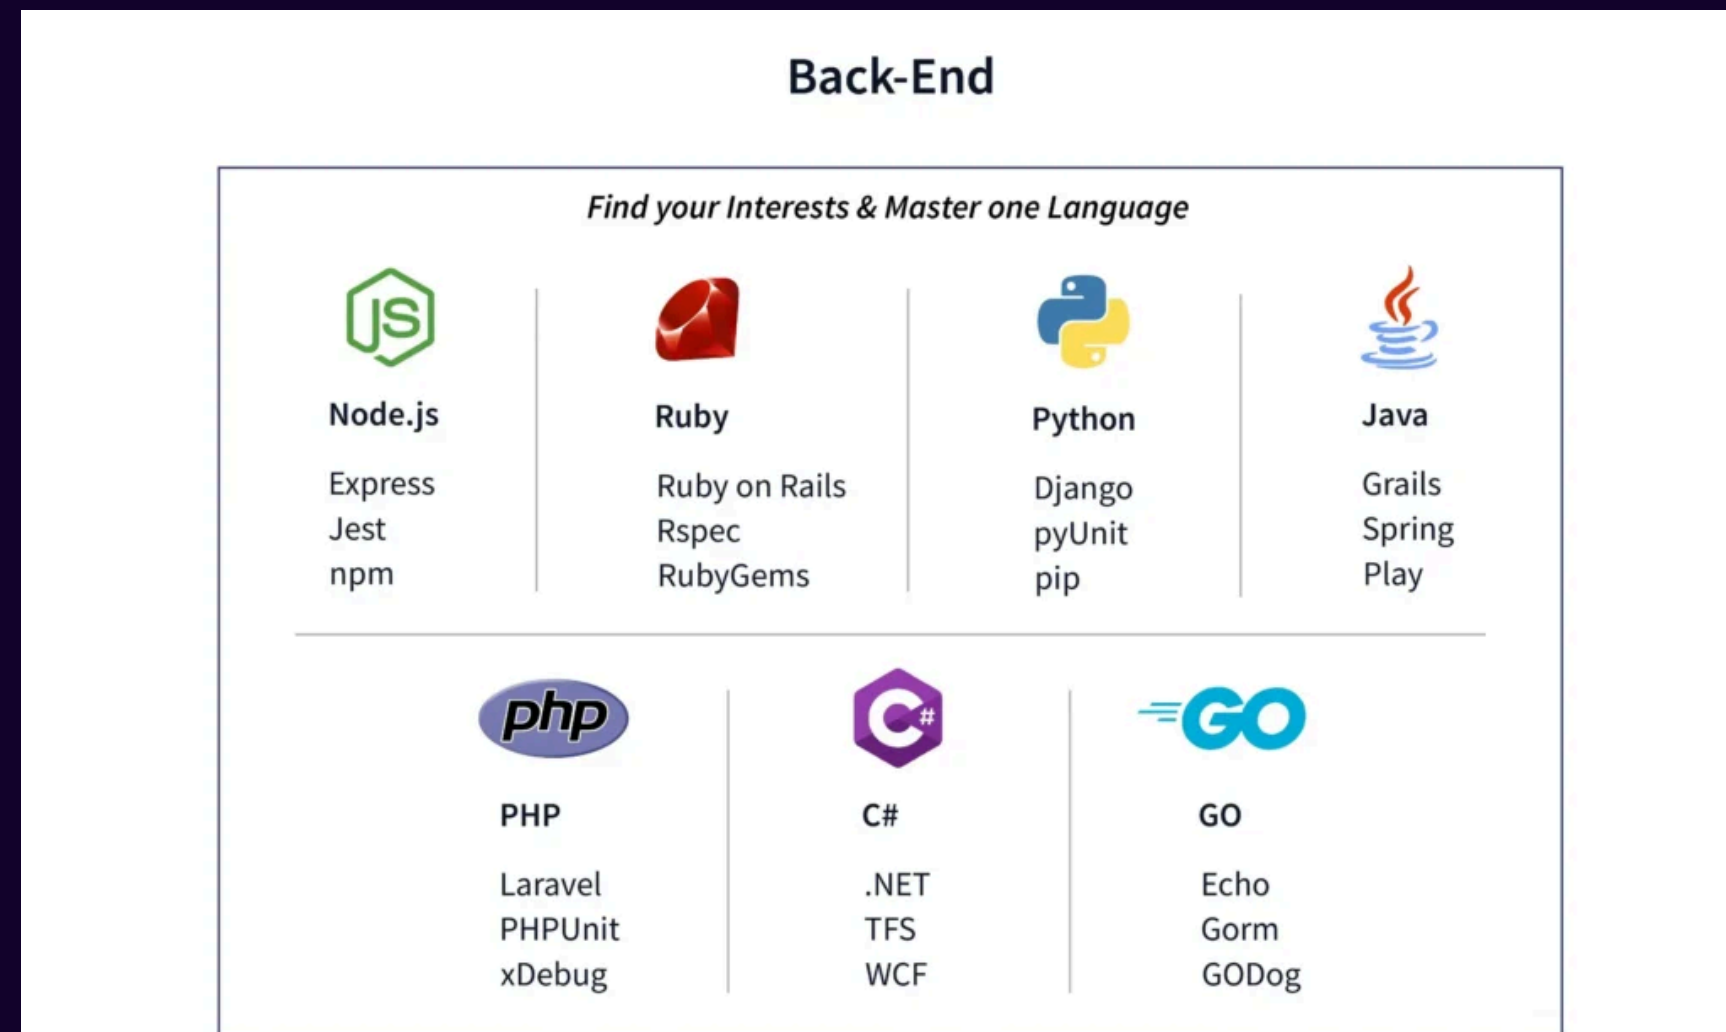 Back-End
Find your Interests & Master one Language
JS
Node.js
Express
Jest
npm
Ruby
Ruby on Rails
Rspec
RubyGems
Python
Django
pyUnit
pip
Java
Grails
Spring
Play
php
PHP
Laravel
PHPUnit
xDebug
C#
C#
.NET
TFS
WCF
GO
GO
Echo
Gorm
GODog